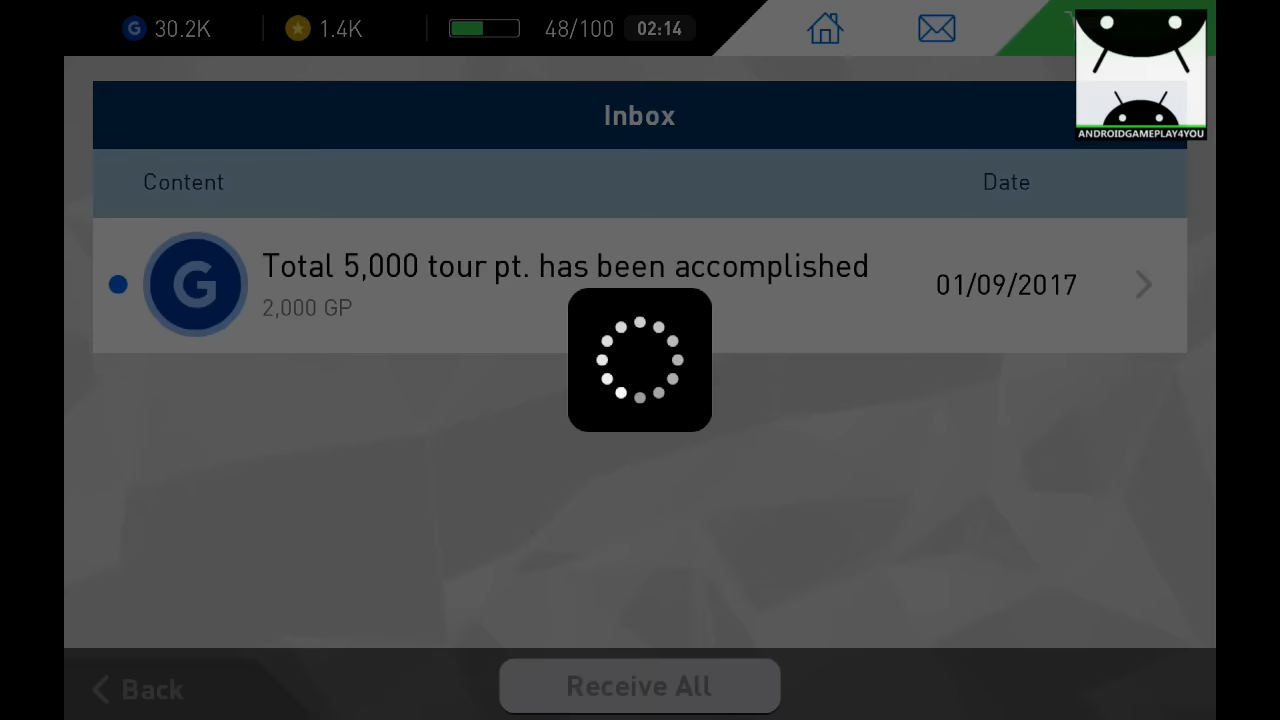 G 30.2K
1.4K
48/100
02:14
ANDROIDGAMEPLAY4YOU
Inbox
Content
Date
G
Total 5,000 tour pt. has been accomplished
2,000 GP
01/09/2017
Back
Receive All